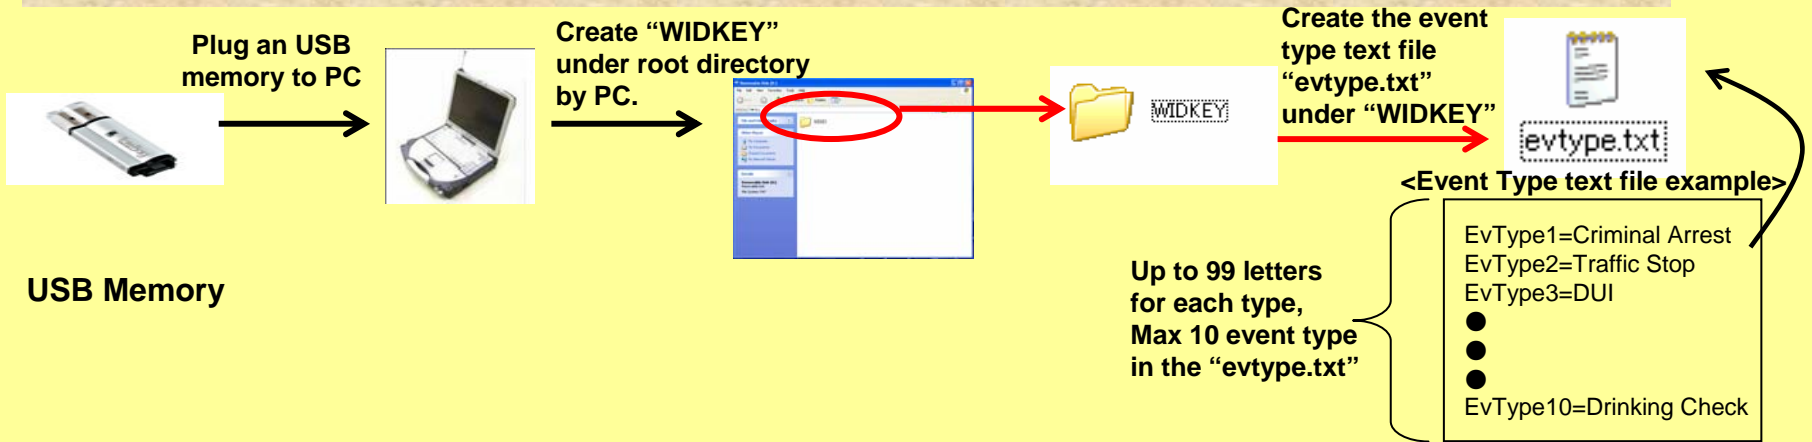 Plug an USB
memory to PC
Create “WIDKEY”
under root directory
by PC.
WIDKEY
Create the event
type text file
“evtype.txt”
under “WIDKEY”
evtype.txt
<Event Type text file example>
USB Memory
Up to 99 letters
for each type,
Max 10 event type
in the “evtype.txt”
EvType1=Criminal Arrest
EvType2=Traffic Stop
EvType3=DUI
EvType10=Drinking Check